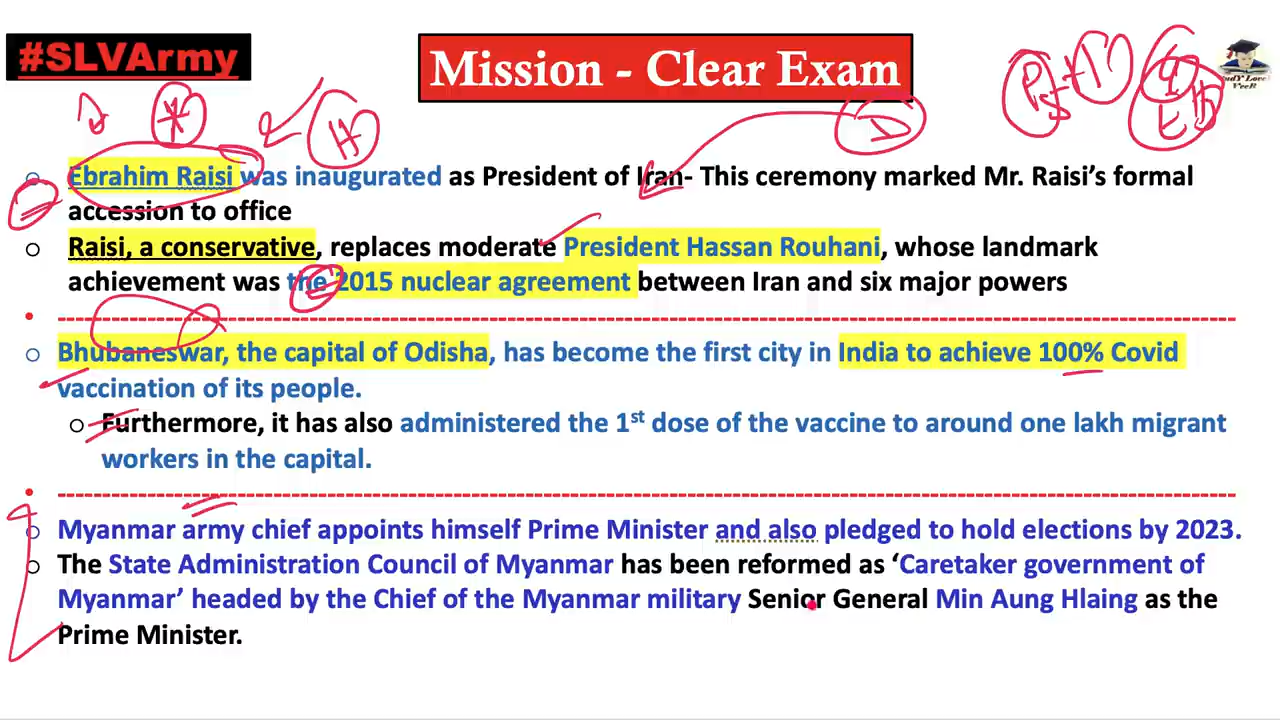 #SLVArmy
Mission - Clear Exam
Ebrahim Raisi was inaugurated as President of Iran- This ceremony marked Mr. Raisi's formal
accession to office
Raisi, a conservative, replaces moderate President Hassan Rouhani, whose landmark
achievement was the 2015 nuclear agreement between Iran and six major powers
Bhubaneswar, the capital of Odisha, has become the first city in India to achieve 100% Covid
vaccination of its people.
Furthermore, it has also administered the 1st dose of the vaccine to around one lakh migrant
workers in the capital.
Myanmar army chief appoints himself Prime Minister and also pledged to hold elections by 2023.
The State Administration Council of Myanmar has been reformed as ‘Caretaker government of
Myanmar’ headed by the Chief of the Myanmar military Senior General Min Aung Hlaing as the
Prime Minister.